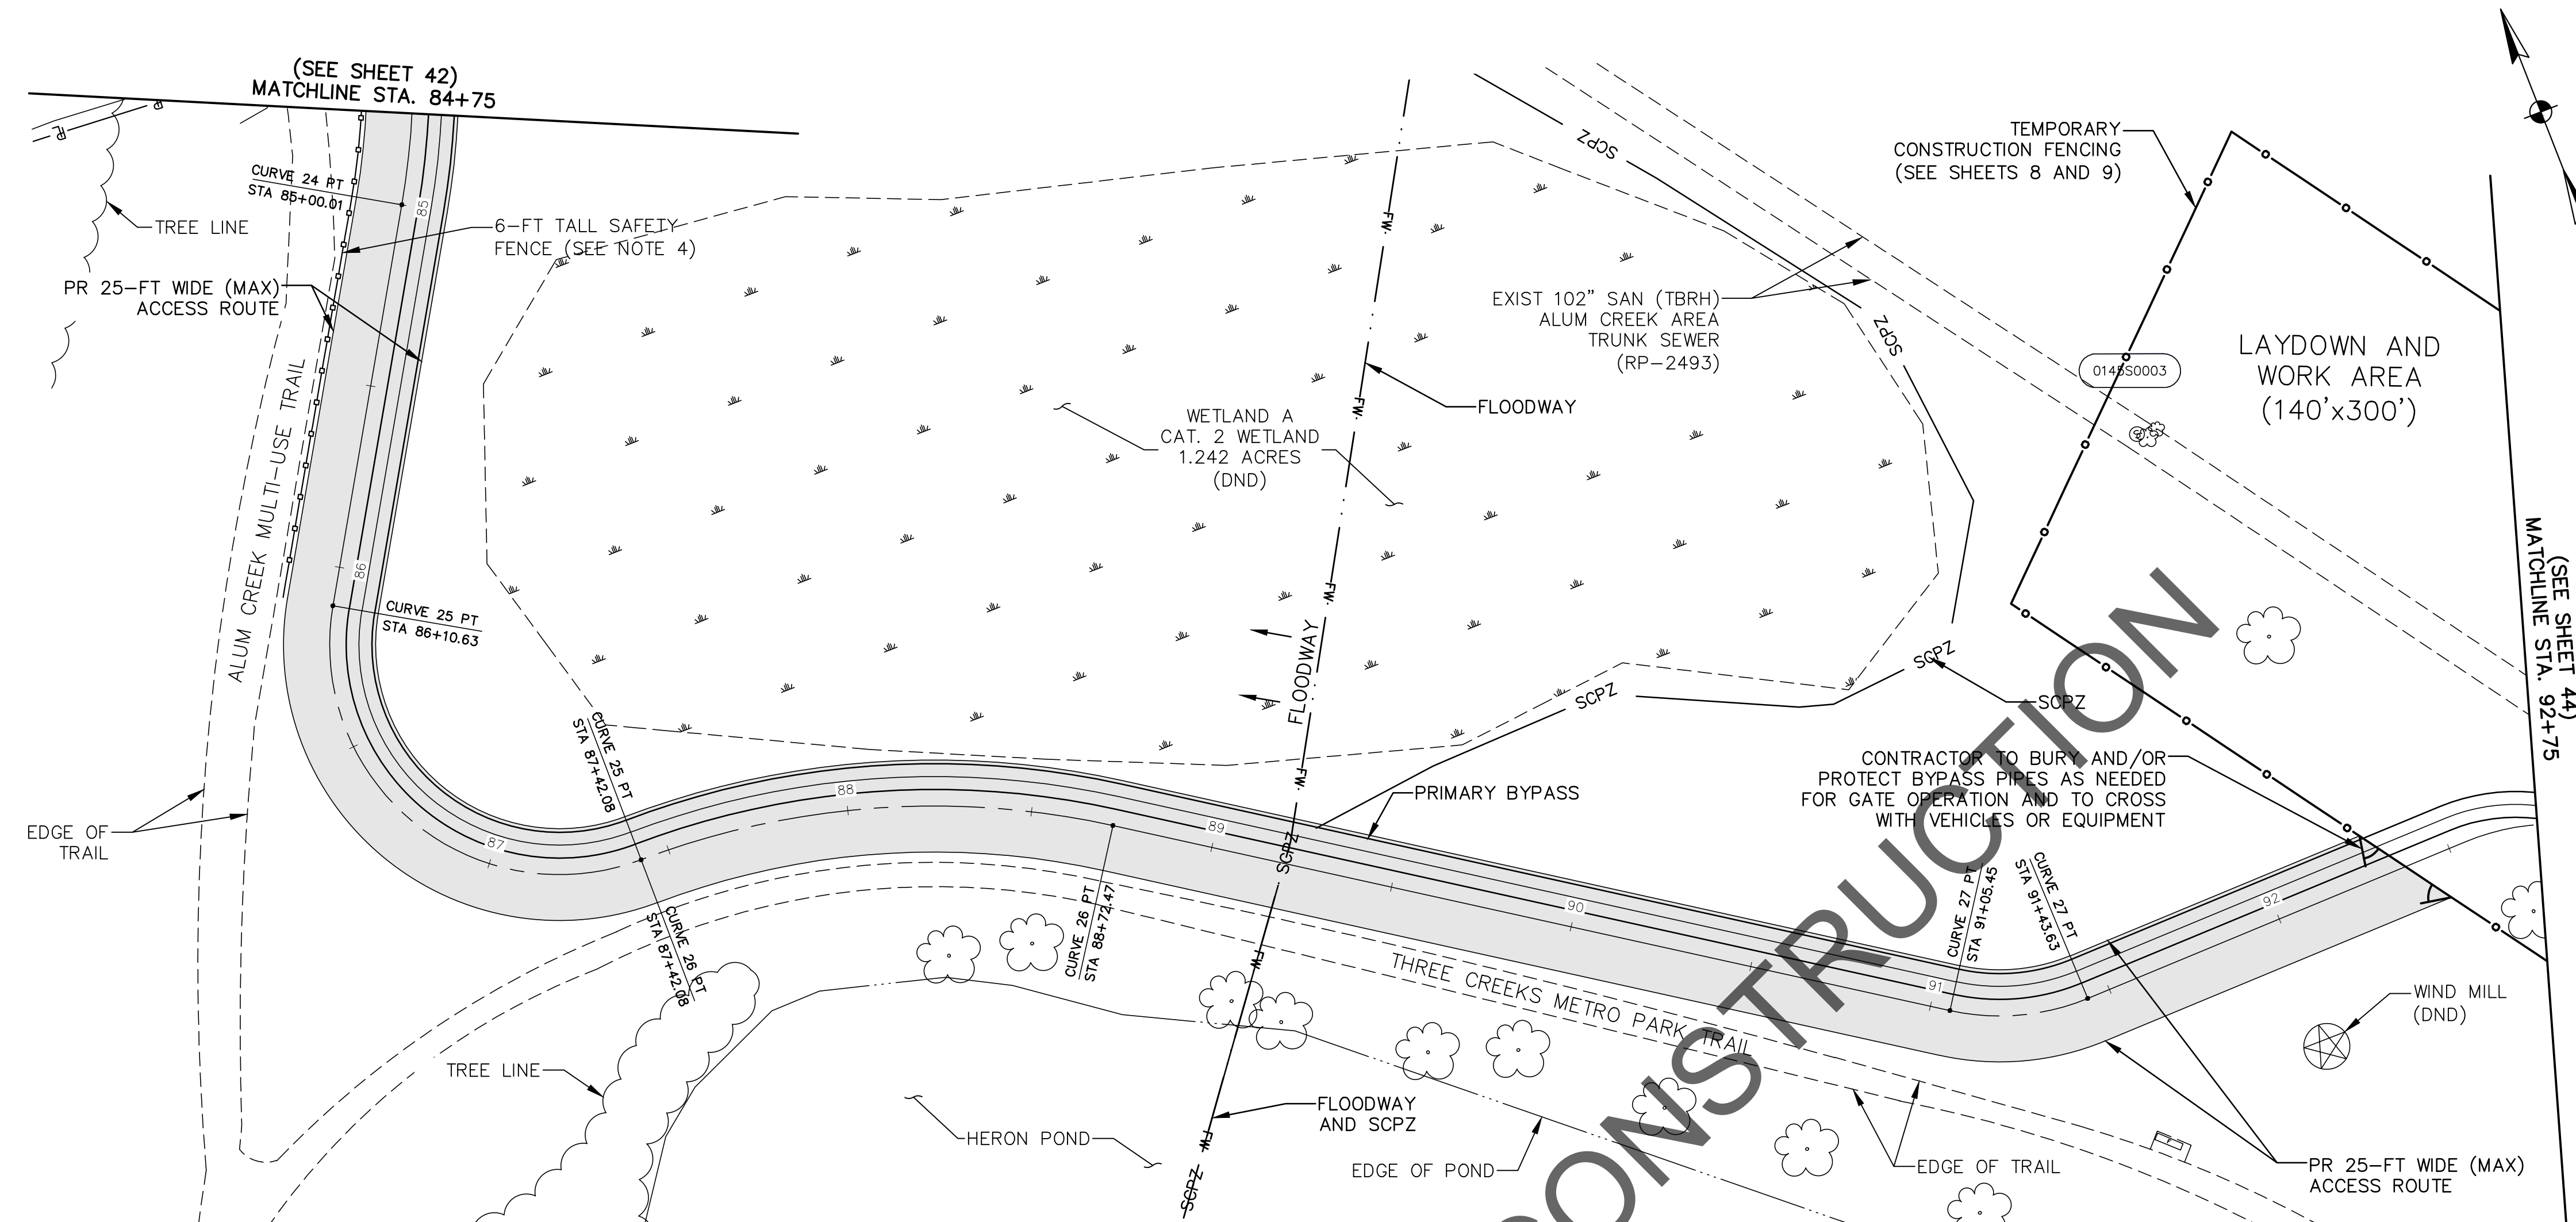 (SEE SHEET 42)
MATCHLINE STA. 84+75
PL
PL
CURVE 24 PT
STA 85+00.01
85
TREE LINE
6-FT TALL SAFETY
FENCE (SEE NOTE 4)
PR 25-FT WIDE (MAX)
ACCESS ROUTE
ALUM CREEK MULTI-USE TRAIL
86
CURVE 25 PT
STA 86+10.63
EDGE OF
TRAIL
87
CURVE 25 PT
STA 87+42.08
CURVE 26 PT
STA 87+42.08
88
TREE LINE
WETLAND A
CAT. 2 WETLAND
1.242 ACRES
(DND)
FW
FW
FW
FW
FLOODWAY
FLOODWAY
SCPZ
SCPZ
SCPZ
SCPZ
SCPZ
EXIST 102" SAN (TBRH)
ALUM CREEK AREA
TRUNK SEWER
(RP-2493)
TEMPORARY
CONSTRUCTION FENCING
(SEE SHEETS 8 AND 9)
0145S0003
S
LAYDOWN AND
WORK AREA
(140'x300')
(SEE SHEET 44)
MATCHLINE STA. 92+75
CONTRACTOR TO BURY AND/OR
PROTECT BYPASS PIPES AS NEEDED
FOR GATE OPERATION AND TO CROSS
WITH VEHICLES OR EQUIPMENT
PRIMARY BYPASS
89
SCPZ
CURVE 26 PT
STA 88+72.47
FW
90
CURVE 27 PT
STA 91+05.45
CURVE 27 PT
STA 91+43.63
91
92
THREE CREEKS METRO PARK TRAIL
WIND MILL
(DND)
HERON POND
FLOODWAY
AND SCPZ
FW
SCPZ
EDGE OF POND
EDGE OF TRAIL
PR 25-FT WIDE (MAX)
ACCESS ROUTE
ONSTRUCTION